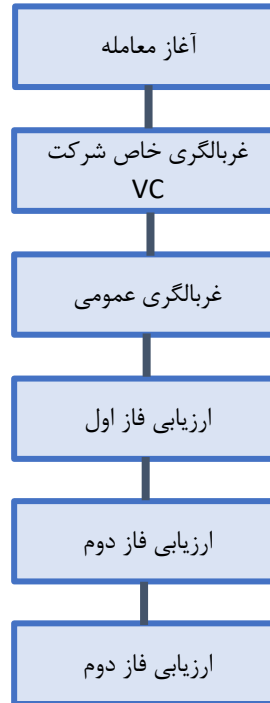 آغاز معامله
غربالگری خاص شرکت
VC
غربالگری عمومی
ارزیابی فاز اول
ارزیابی فاز دوم
ارزیابی فاز دوم